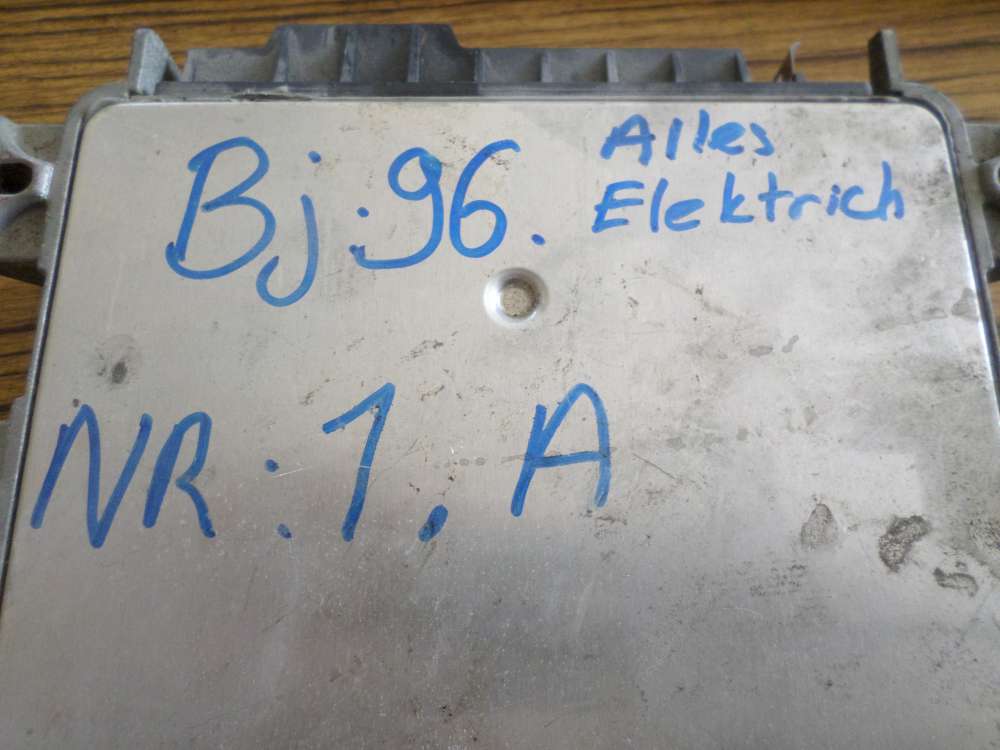 Bj.:96.
Alles
Elektrich
NR:1.A